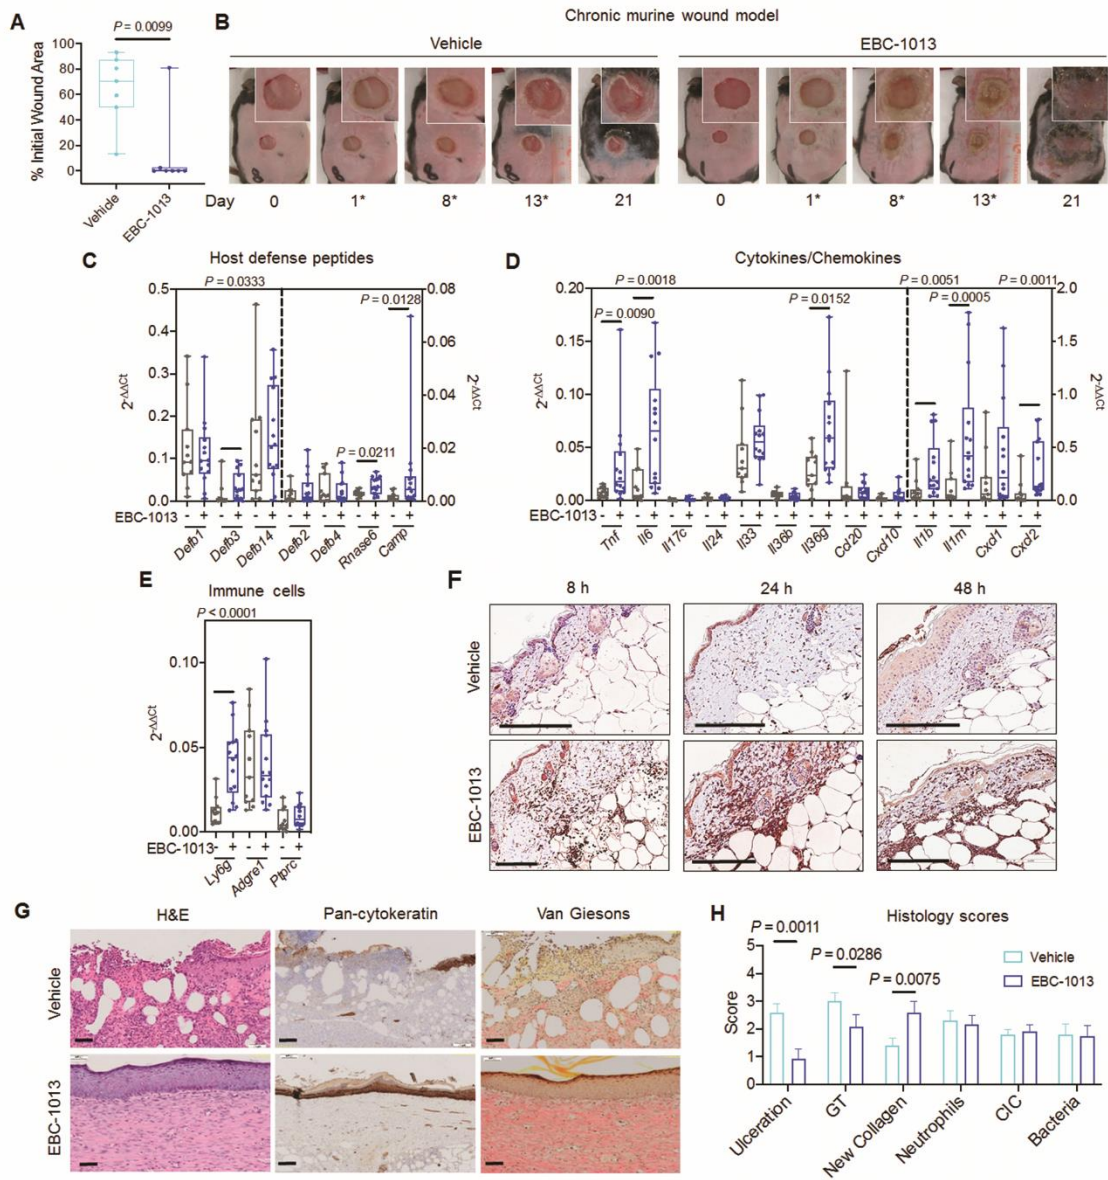 A
P = 0.0099
% Initial Wound Area
100
80
60
40
20
0
Vehicle
EBC-1013
B
Chronic murine wound model
Vehicle
EBC-1013
Day 0 1* 8* 13* 21 0 1* 8* 13* 21
C
Host defense peptides
P = 0.0333
P = 0.0128
P = 0.0211
2-ΔΔCt
0.5
0.4
0.3
0.2
0.1
0.0
0.08
0.06
0.04
0.02
0.000
2-ΔΔCt
EBC-1013 - + - + - + - + - + - + - +
Defb1 Defb3 Defb14 Defb2 Defb4 Rnase6 Camp
D
Cytokines/Chemokines
P = 0.0018
P = 0.0090
P = 0.0152
P = 0.0051
P = 0.0005
P = 0.0011
2-ΔΔCt
0.20
0.15
0.10
0.05
0.00
2.0
1.5
1.0
0.5
0.0
2-ΔΔCt
EBC-1013 - + - + - + - + - + - + - + - + - + - + - + - + - +
Tnf Il6 Il17c Il24 Il33 Il36b Il36g Ccl20 Cxcl10 Il1b Il1rn Cxcl1 Cxcl2
E
Immune cells
P < 0.0001
2-ΔΔCt
0.10
0.05
0.00
EBC-1013 - + - + - +
Ly6g Adgre1 Ptprc
F
8 h 24 h 48 h
Vehicle
EBC-1013
G
H&E Pan-cytokeratin Van Giesons
Vehicle
EBC-1013
H
Histology scores
P = 0.0011
P = 0.0286
P = 0.0075
Vehicle
EBC-1013
Score
5
4
3
2
1
0
Ulceration
GT
New Collagen
Neutrophils
CIC
Bacteria